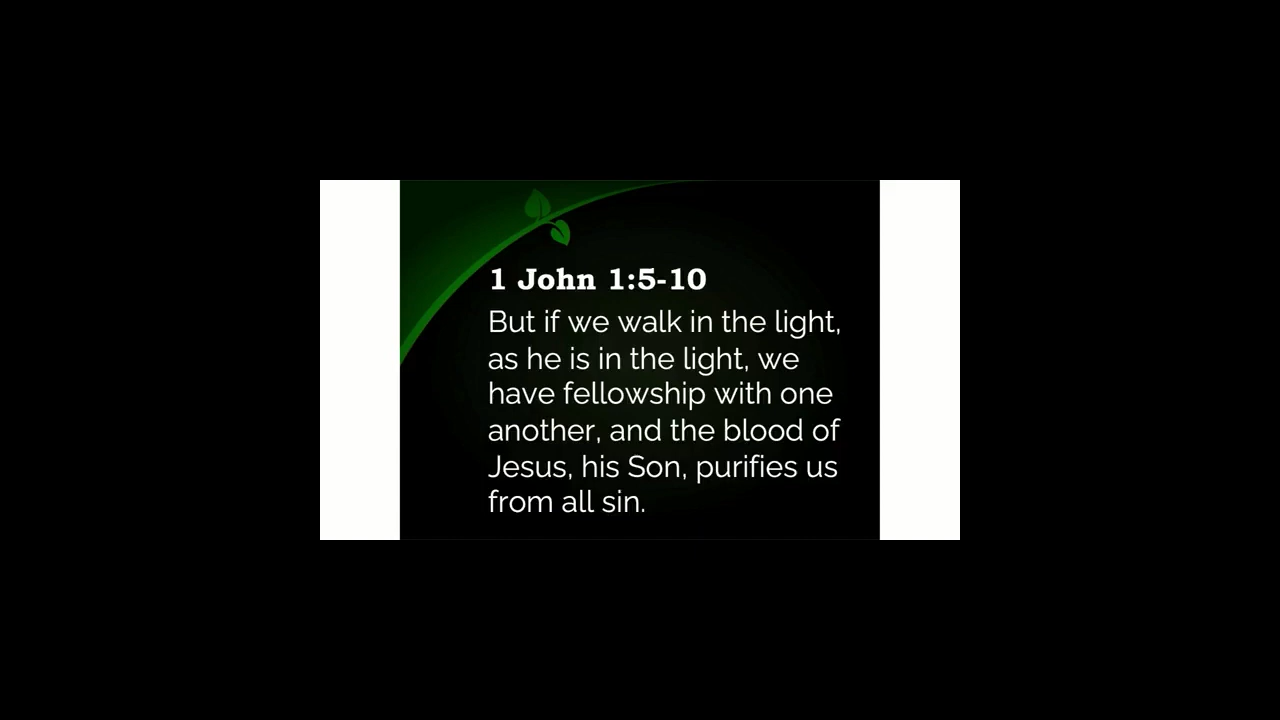 1 John 1:5-10
But if we walk in the light,
as he is in the light, we
have fellowship with one
another, and the blood of
Jesus, his Son, purifies us
from all sin.